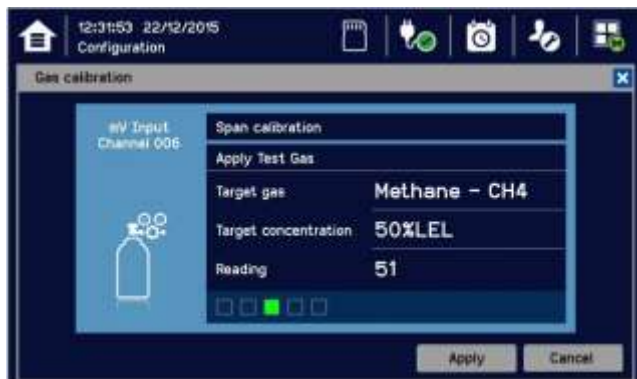 12:31:53 22/12/2015
Configuration
Gas calibration
mV Input
Channel 006
Span calibration
Apply Test Gas
Target gas Methane - CH4
Target concentration 50%LEL
Reading 51
Apply Cancel